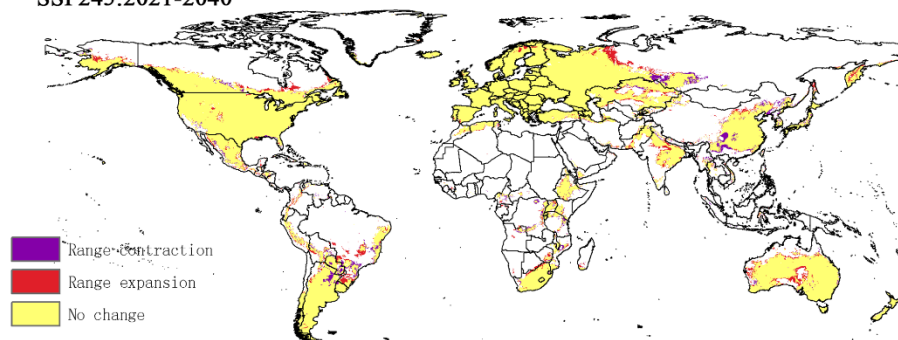 SSP245:2021-2040
Range contraction
Range expansion
No change